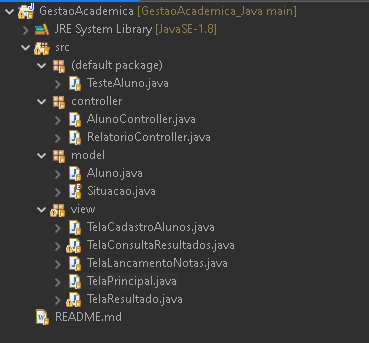 GestaoAcademica [GestaoAcademica_Java main]
JRE System Library [JavaSE-1.8]
src
(default package)
TesteAluno.java
controller
AlunoController.java
RelatorioController.java
model
Aluno.java
Situacao.java
view
TelaCadastroAlunos.java
TelaConsultaResultados.java
TelaLancamentoNotas.java
TelaPrincipal.java
TelaResultado.java
README.md